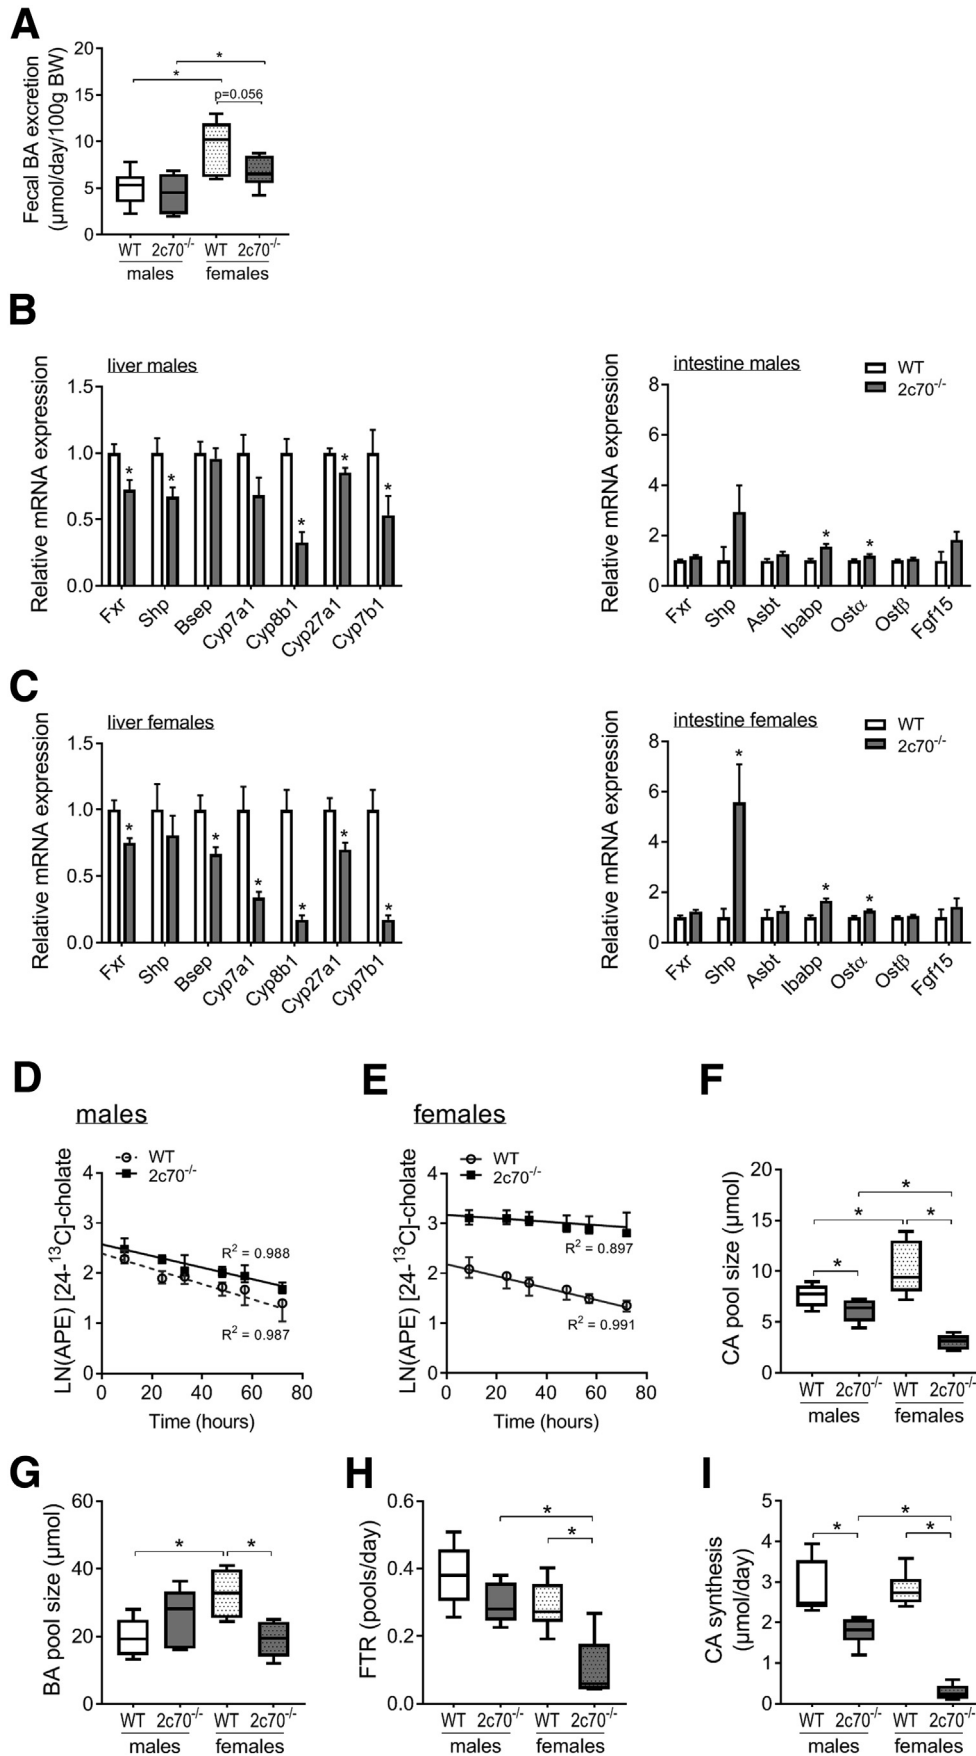 A
Fecal BA excretion
(μmol/day/100g BW)
20
15
10
5
0
*
*
p=0.056
WT 2c70-/- WT 2c70-/-
males females
B
liver males
Relative mRNA expression
1.5
1.0
0.5
0.0
* * * * *
Fxr Shp Bsep Cyp7a1 Cyp8b1 Cyp27a1 Cyp7b1
intestine males
WT
2c70-/-
Relative mRNA expression
8
6
4
2
0
* *
Fxr Shp Asbt Ibabp Ostα Ostβ Fgf15
C
liver females
Relative mRNA expression
1.5
1.0
0.5
0.0
* * * * * *
Fxr Shp Bsep Cyp7a1 Cyp8b1 Cyp27a1 Cyp7b1
intestine females
WT
2c70-/-
Relative mRNA expression
8
6
4
2
0
* * *
Fxr Shp Asbt Ibabp Ostα Ostβ Fgf15
D
males
WT
2c70-/-
LN(APE) [24-13C]-cholate
4
3
2
1
0
R2 = 0.988
R2 = 0.987
0 20 40 60 80
Time (hours)
E
females
WT
2c70-/-
LN(APE) [24-13C]-cholate
4
3
2
1
0
R2 = 0.897
R2 = 0.991
0 20 40 60 80
Time (hours)
F
CA pool size (μmol)
20
15
10
5
0
*
* *
*
WT 2c70-/- WT 2c70-/-
males females
G
BA pool size (μmol)
60
40
20
0
* *
WT 2c70-/- WT 2c70-/-
males females
H
FTR (pools/day)
0.6
0.4
0.2
0.0
*
*
WT 2c70-/- WT 2c70-/-
males females
I
CA synthesis
(μmol/day)
5
4
3
2
1
0
*
* *
WT 2c70-/- WT 2c70-/-
males females